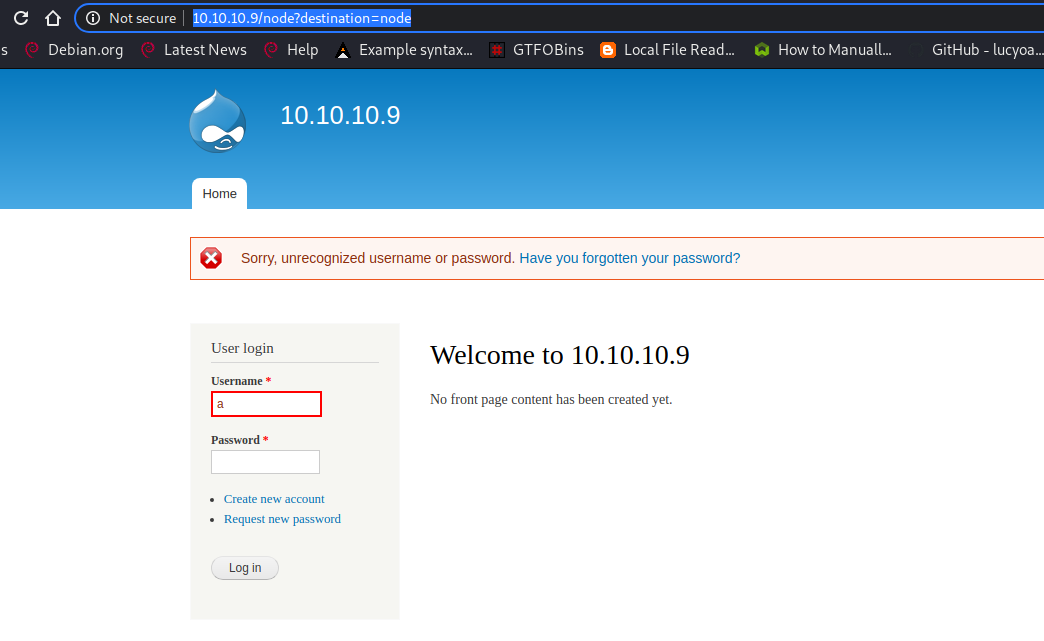 Not secure 10.10.10.9/node?destination=node
s Debian.org Latest News Help Example syntax... GTFOBins Local File Read... How to Manuall... GitHub - lucyoa...
10.10.10.9
Home
Sorry, unrecognized username or password. Have you forgotten your password?
User login
Username *
a
Password *
Create new account
Request new password
Log in
Welcome to 10.10.10.9
No front page content has been created yet.